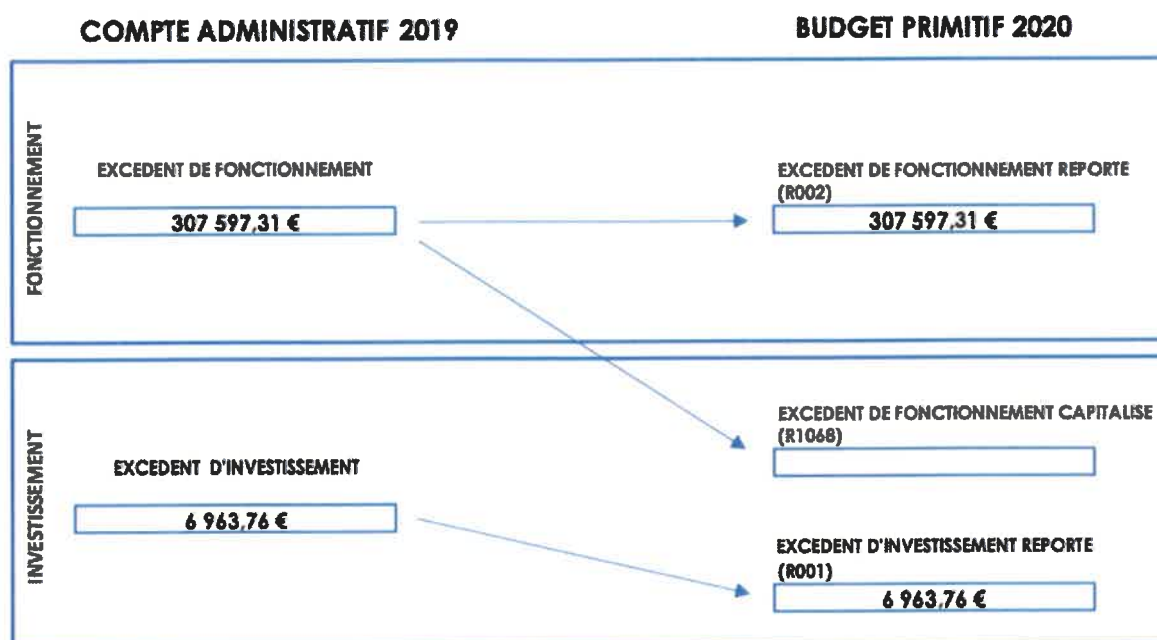 COMPTE ADMINISTRATIF 2019
BUDGET PRIMITIF 2020
FONCTIONNEMENT
EXCEDENT DE FONCTIONNEMENT
307 597,31 €
EXCEDENT DE FONCTIONNEMENT REPORTE
(R002)
307 597,31 €
INVESTISSEMENT
EXCEDENT D'INVESTISSEMENT
6 963,76 €
EXCEDENT DE FONCTIONNEMENT CAPITALISE
(R1068)
EXCEDENT D'INVESTISSEMENT REPORTE
(R001)
6 963,76 €